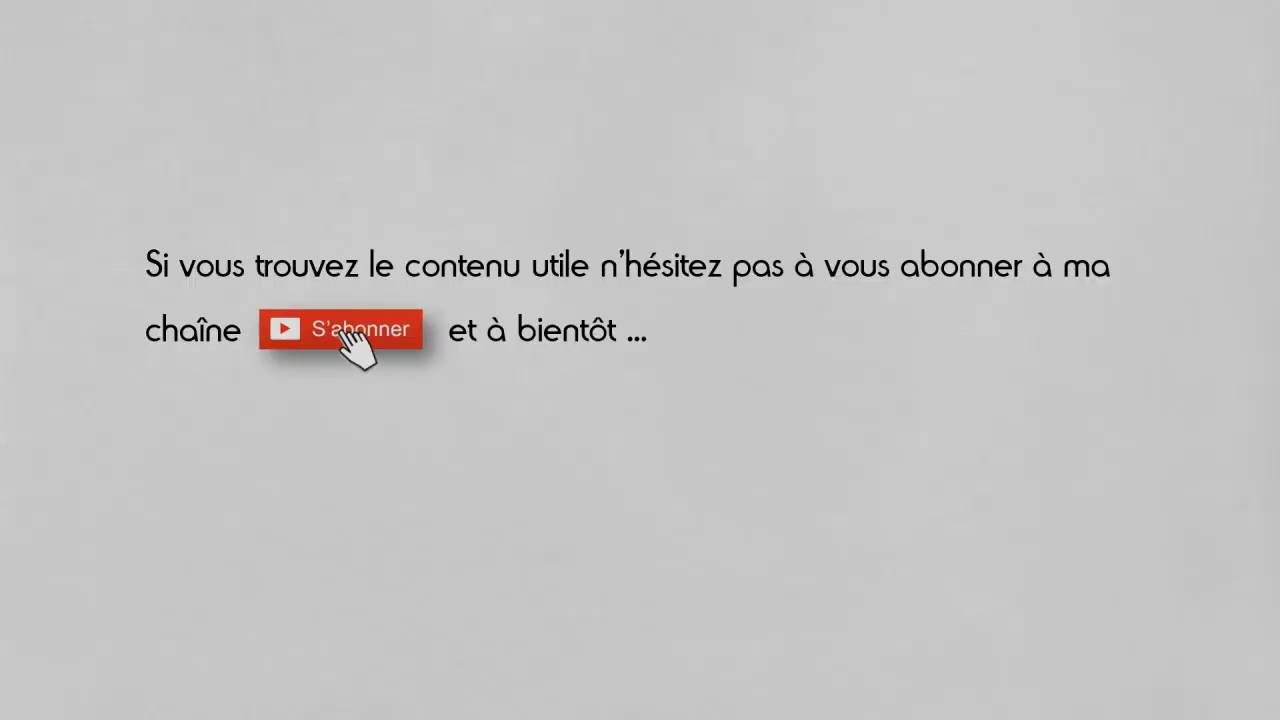 Si vous trouvez le contenu utile n'hésitez pas à vous abonner à ma
chaîne S'abonner et à bientôt ...